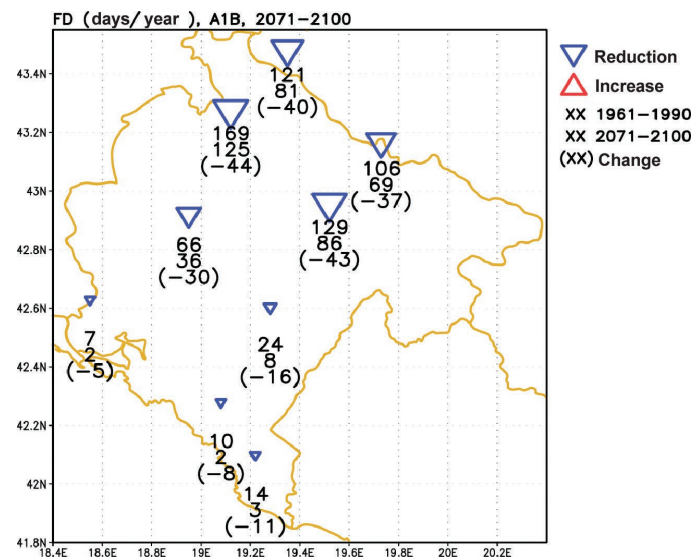 FD (days/year ), A1B, 2071−2100
Reduction
Increase
XX 1961−1990
XX 2071−2100
(XX) Change
43.4N
43.2N
43N
42.8N
42.6N
42.4N
42.2N
42N
41.8N
121
81
(−40)
169
125
(−44)
106
69
(−37)
129
86
(−43)
66
36
(−30)
7
2
(−5)
24
8
(−16)
10
2
(−8)
14
3
(−11)
18.4E 18.6E 18.8E 19E 19.2E 19.4E 19.6E 19.8E 20E 20.2E